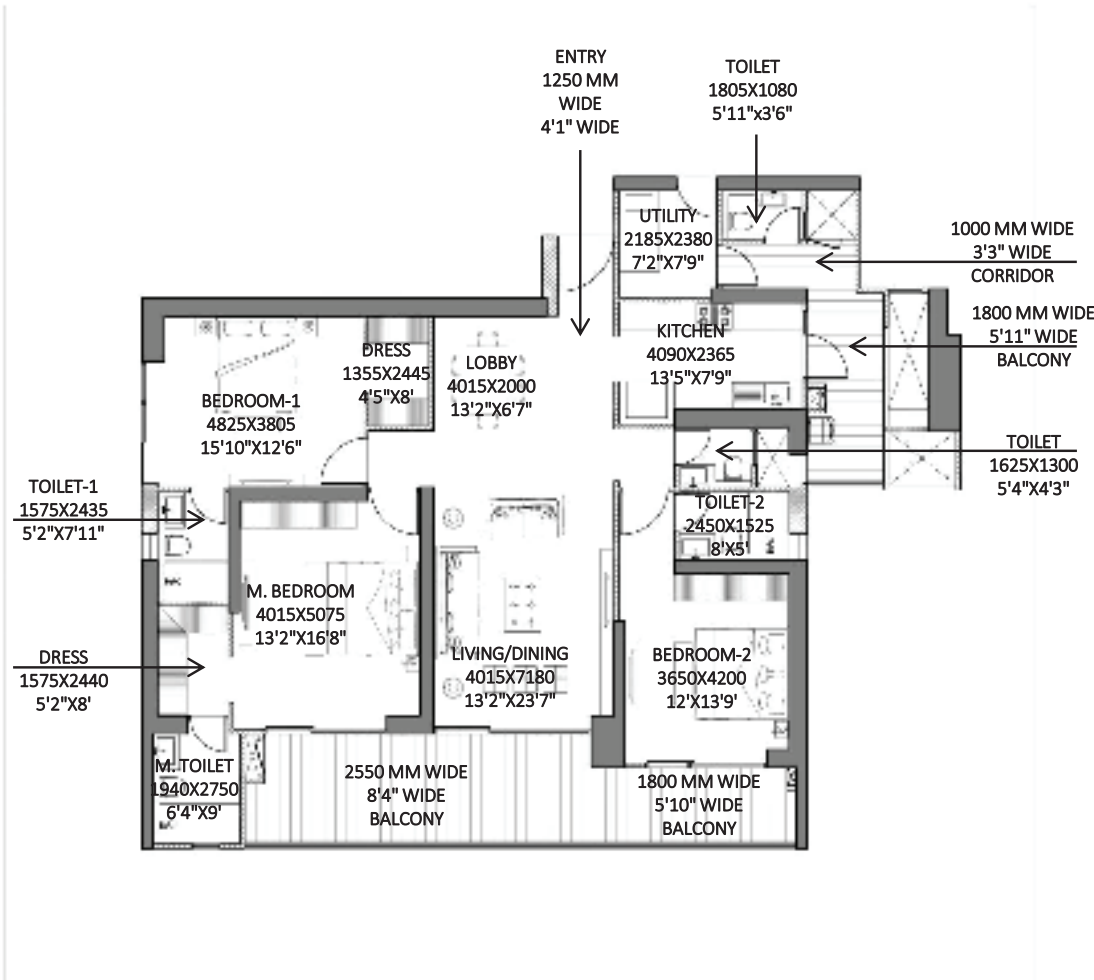 ENTRY
1250 MM
WIDE
4'1" WIDE
TOILET
1805X1080
5'11"x3'6"
UTILITY
2185X2380
7'2"X7'9"
1000 MM WIDE
3'3" WIDE
CORRIDOR
1800 MM WIDE
5'11" WIDE
BALCONY
KITCHEN
4090X2365
13'5"X7'9"
DRESS
1355X2445
4'5"X8'
LOBBY
4015X2000
13'2"X6'7"
BEDROOM-1
4825X3805
15'10"X12'6"
TOILET
1625X1300
5'4"X4'3"
TOILET-1
1575X2435
5'2"X7'11"
TOILET-2
2450X1525
8'X5'
M. BEDROOM
4015X5075
13'2"X16'8"
DRESS
1575X2440
5'2"X8'
LIVING/DINING
4015X7180
13'2"X23'7"
BEDROOM-2
3650X4200
12'X13'9'
M. TOILET
1940X2750
6'4"X9'
2550 MM WIDE
8'4" WIDE
BALCONY
1800 MM WIDE
5'10" WIDE
BALCONY